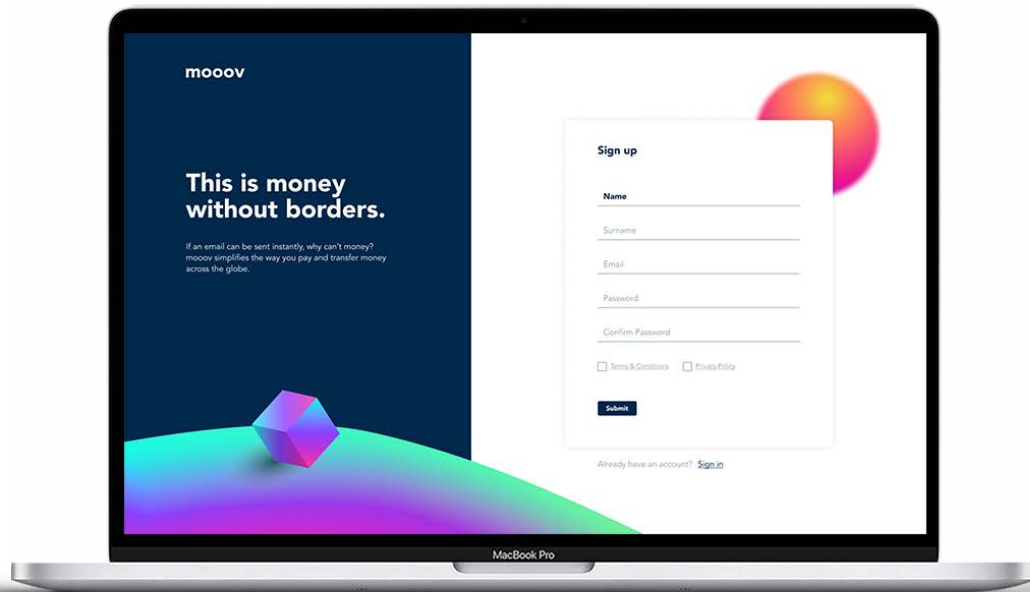 mooov
This is money
without borders.
If an email can be sent instantly, why can't money?
mooov simplifies the way you pay and transfer money
across the globe.
Sign up
Name
Surname
Email
Password
Confirm Password
Terms & Conditions
Privacy Policy
Submit
Already have an account? Sign in
MacBook Pro